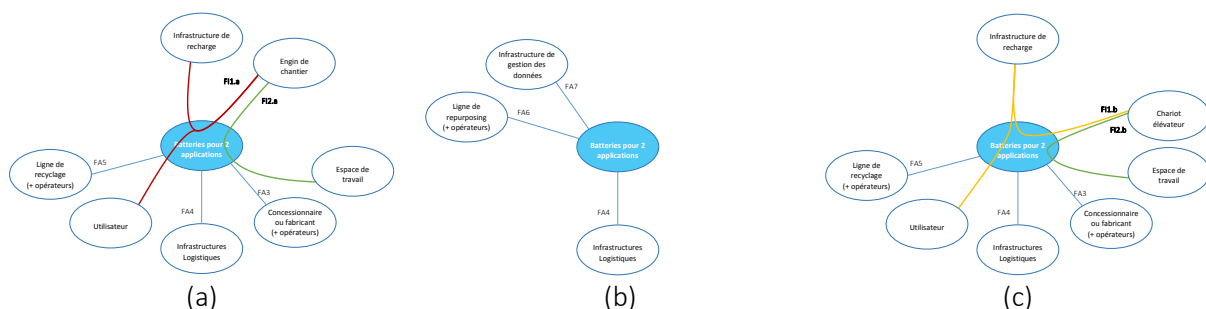 Infrastructure de
recharge
Engin de
chantier
FI1.a
FI2.a
Batteries pour 2
applications
Ligne de
recyclage
(+ opérateurs)
FA5
Espace de
travail
FA3
FA4
Utilisateur
Concessionnaire
ou fabricant
(+ opérateurs)
Infrastructures
Logistiques
(a)
Infrastructure de
gestion des
données
FA7
Ligne de
repurposing
(+ opérateurs)
FA6
Batteries pour 2
applications
FA4
Infrastructures
Logistiques
(b)
Infrastructure de
recharge
FI1.b
Chariot
élévateur
FI2.b
Batteries pour 2
applications
Ligne de
recyclage
(+ opérateurs)
FA5
Espace de
travail
FA3
FA4
Utilisateur
Concessionnaire
ou fabricant
(+ opérateurs)
Infrastructures
Logistiques
(c)